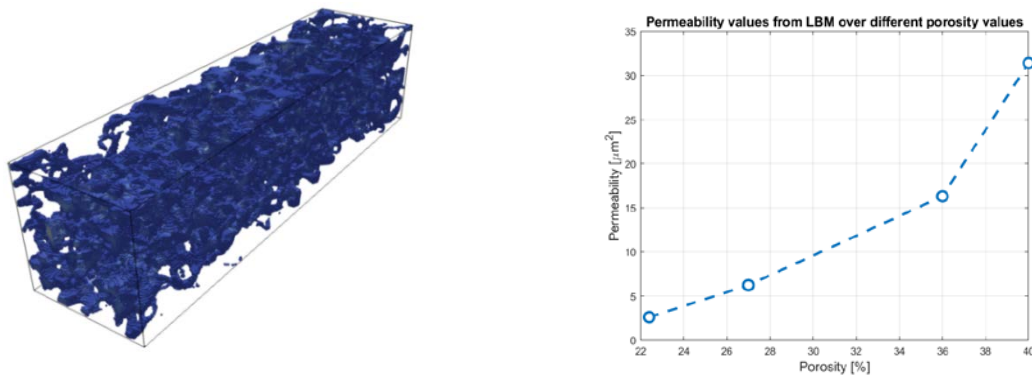 Permeability values from LBM over different porosity values
35
30
25
20
15
10
5
0
Permeability [μm²]
22 24 26 28 30 32 34 36 38 40
Porosity [%]